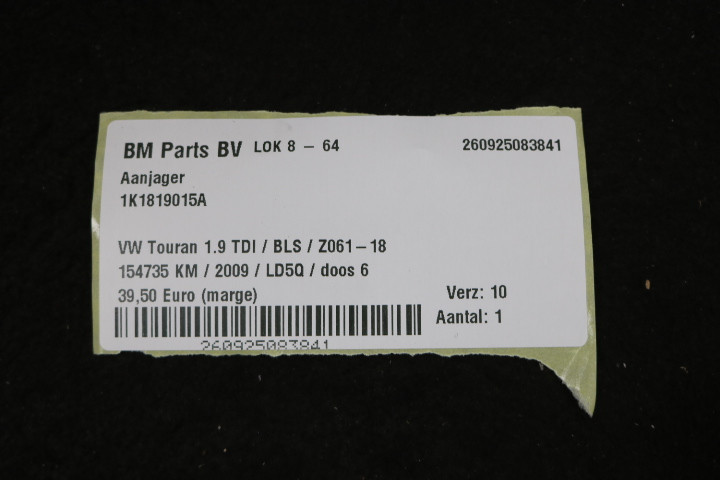 BM Parts BV LOK 8 - 64 260925083841
Aanjager
1K1819015A
VW Touran 1.9 TDI / BLS / Z061-18
154735 KM / 2009 / LD5Q / doos 6
39,50 Euro (marge) Verz: 10
Aantal: 1
260925083841